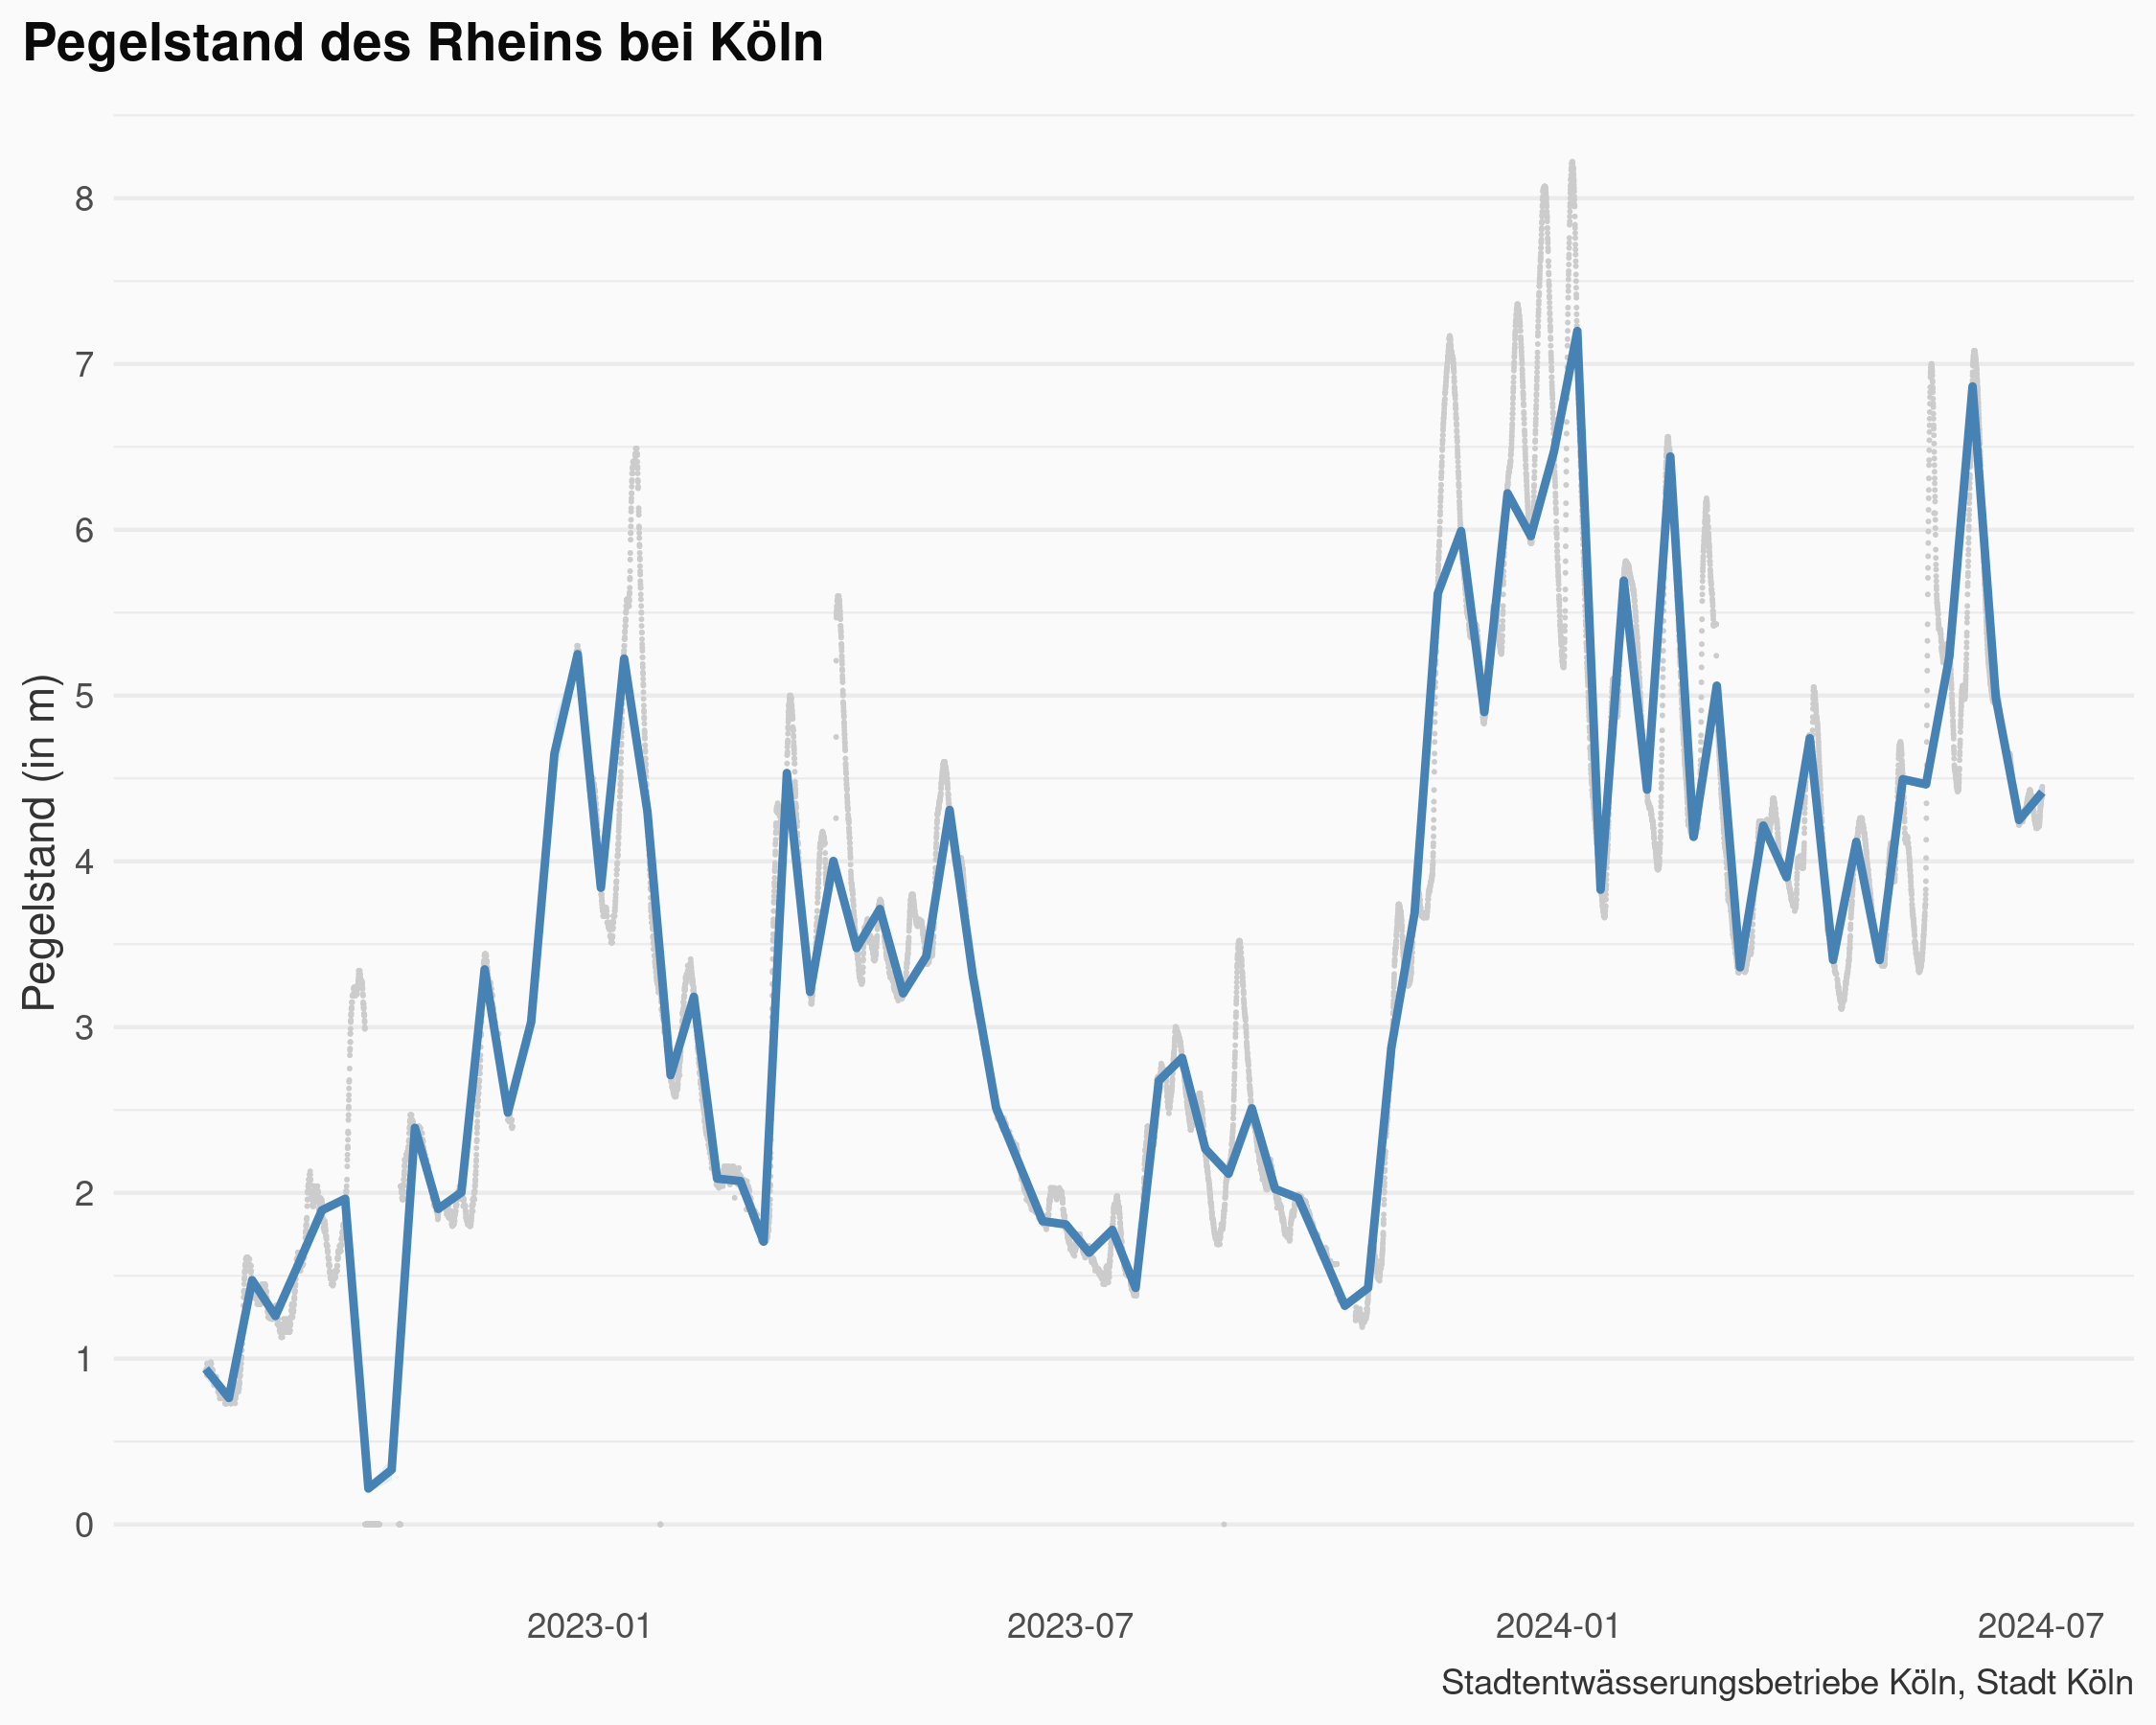 Pegelstand des Rheins bei Köln
Pegelstand (in m)
8
7
6
5
4
3
2
1
0
2023-01 2023-07 2024-01 2024-07
Stadtentwässerungsbetriebe Köln, Stadt Köln